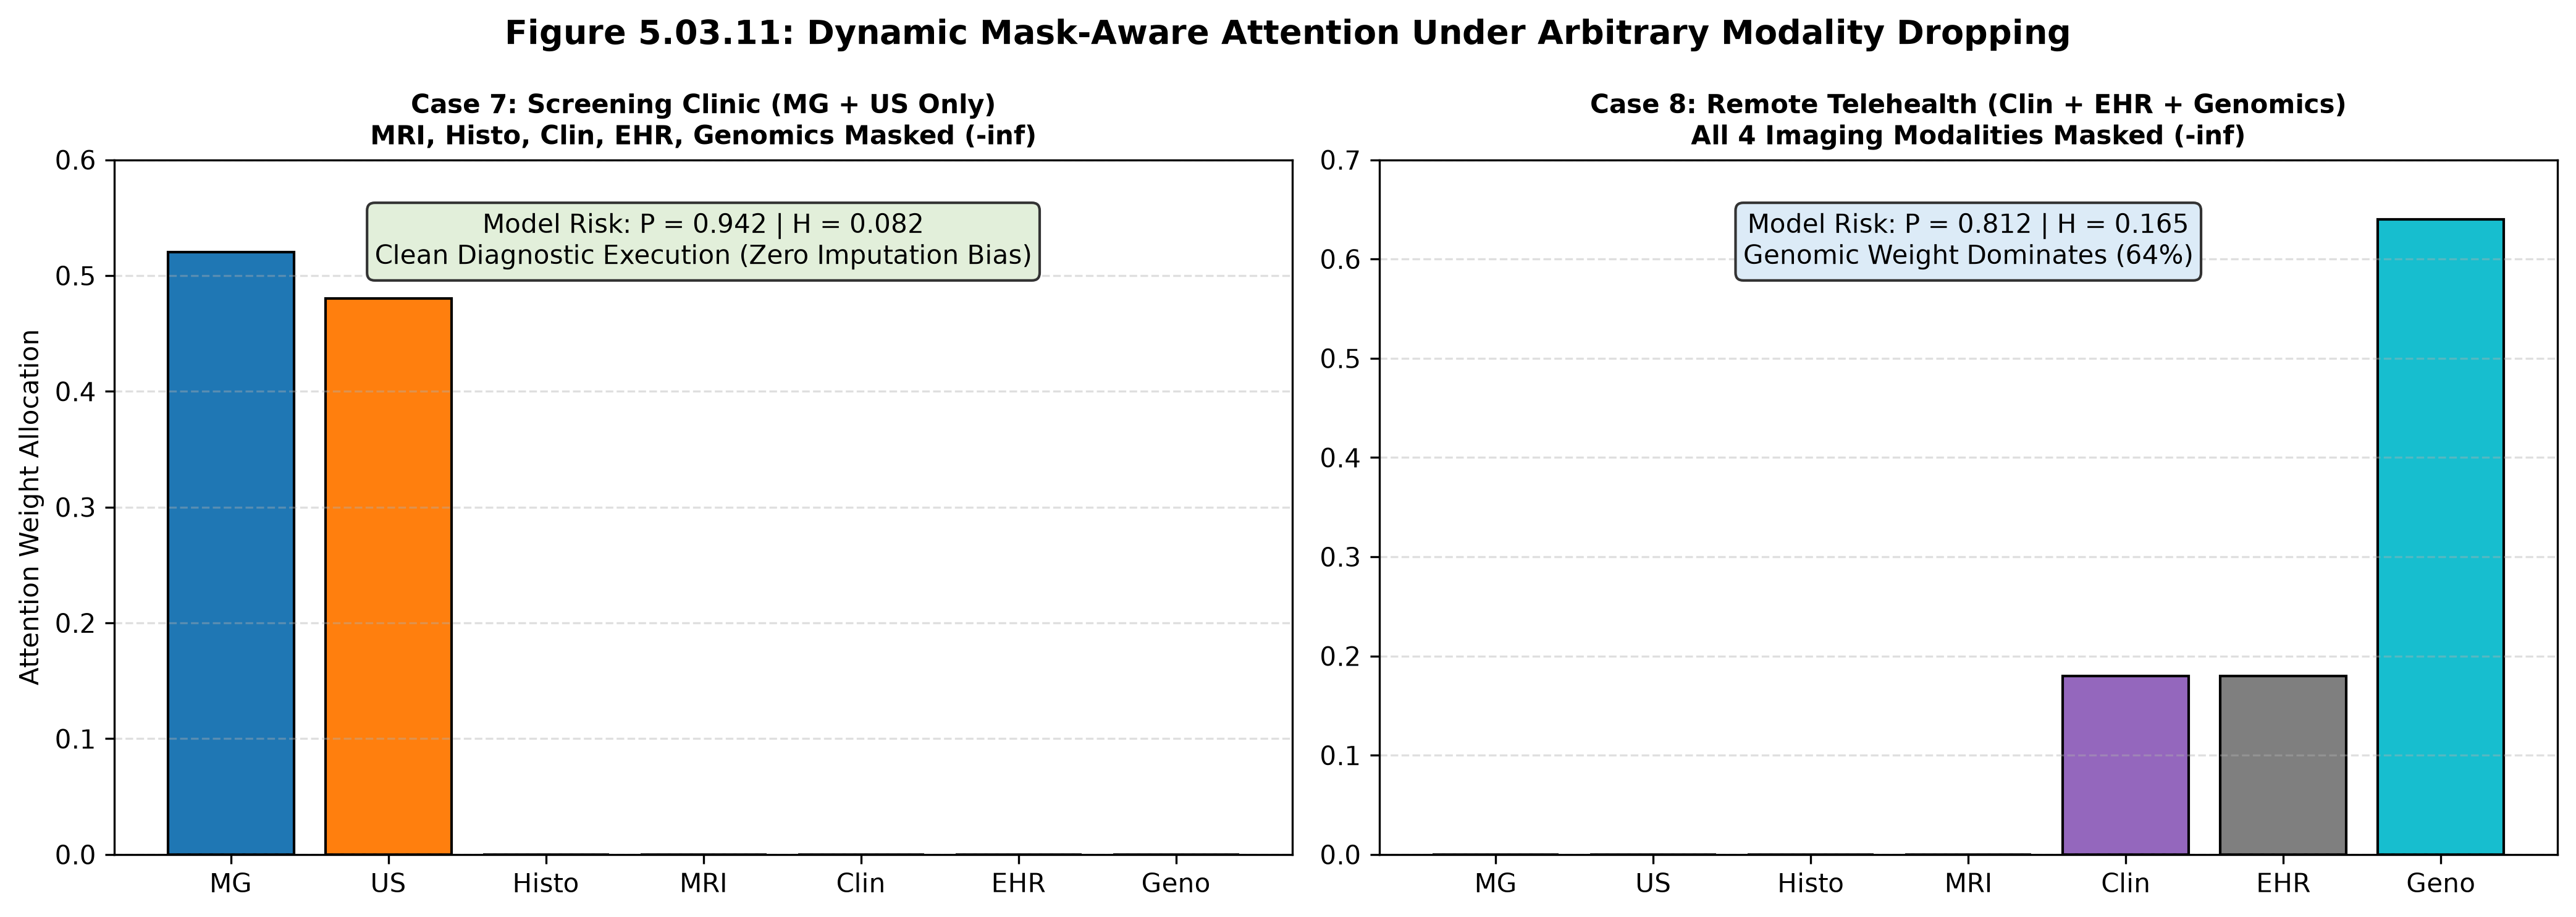 Figure 5.03.11: Dynamic Mask-Aware Attention Under Arbitrary Modality Dropping
Case 7: Screening Clinic (MG + US Only)
MRI, Histo, Clin, EHR, Genomics Masked (-inf)
Attention Weight Allocation
0.6
0.5
0.4
0.3
0.2
0.1
0.0
Model Risk: P = 0.942 | H = 0.082
Clean Diagnostic Execution (Zero Imputation Bias)
MG US Histo MRI Clin EHR Geno
Case 8: Remote Telehealth (Clin + EHR + Genomics)
All 4 Imaging Modalities Masked (-inf)
0.7
0.6
0.5
0.4
0.3
0.2
0.1
0.0
Model Risk: P = 0.812 | H = 0.165
Genomic Weight Dominates (64%)
MG US Histo MRI Clin EHR Geno